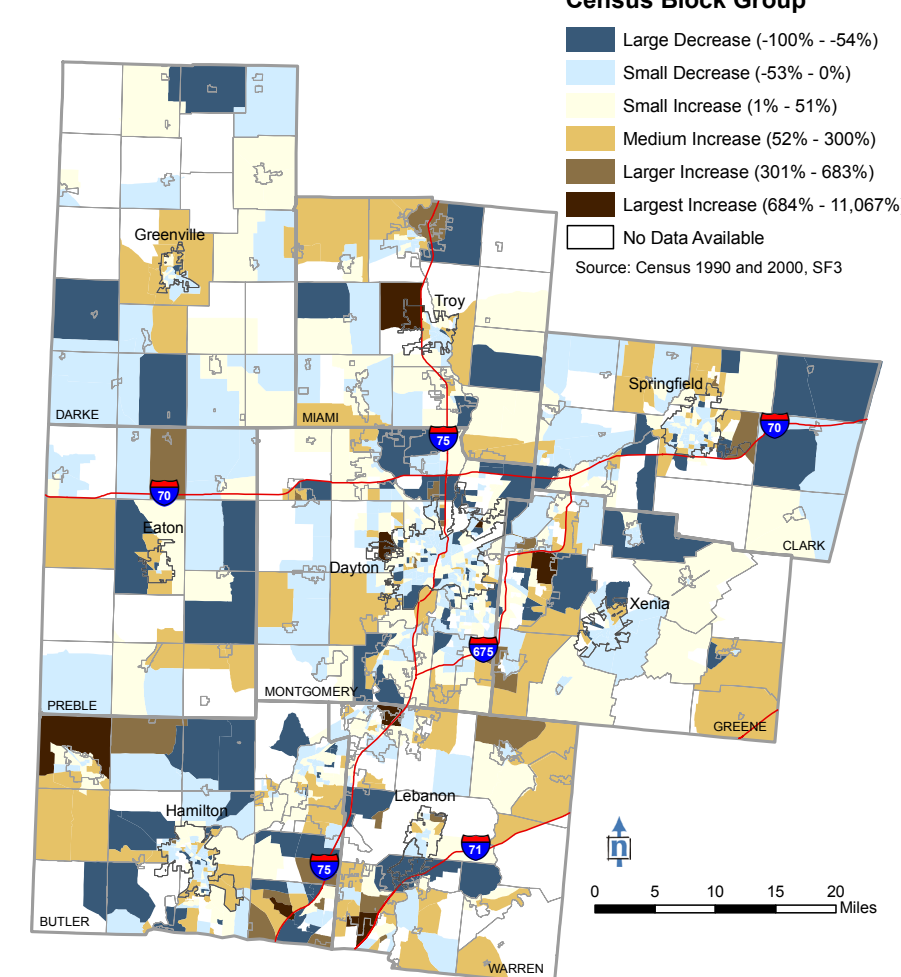 Census Block Group
Large Decrease (-100% - -54%)
Small Decrease (-53% - 0%)
Small Increase (1% - 51%)
Medium Increase (52% - 300%)
Larger Increase (301% - 683%)
Largest Increase (684% - 11,067%
No Data Available
Source: Census 1990 and 2000, SF3
Greenville
Troy
Springfield
DARKE
MIAMI
70
75
70
Eaton
CLARK
Dayton
Xenia
675
MONTGOMERY
PREBLE
GREENE
Lebanon
Hamilton
71
75
n
0 5 10 15 20
Miles
BUTLER
WARREN